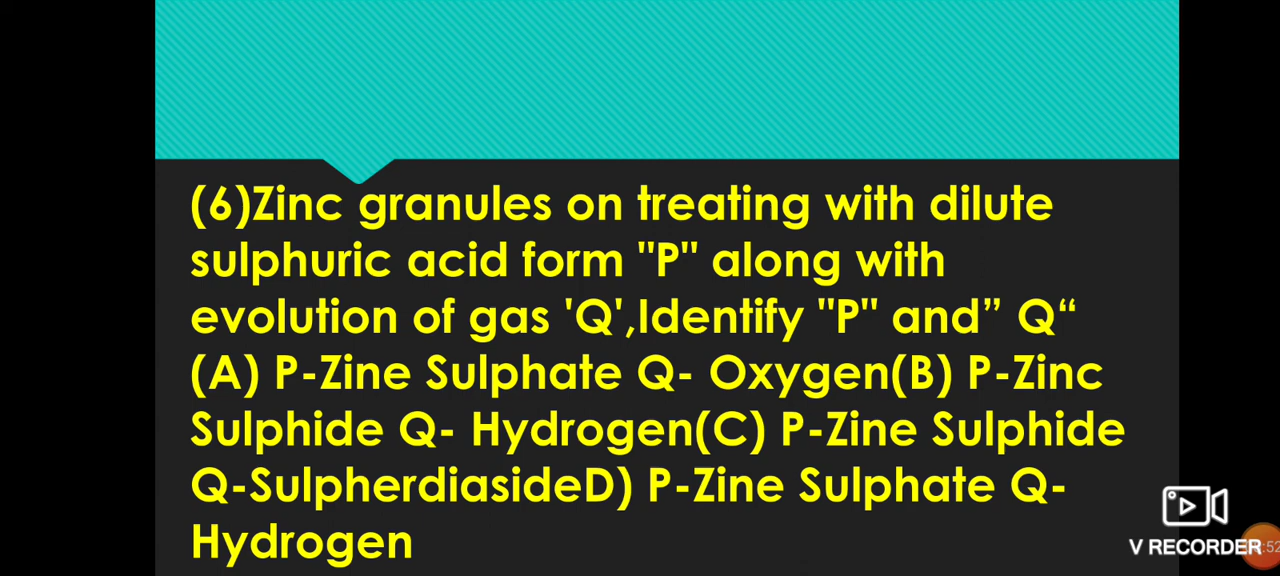 (6)Zinc granules on treating with dilute
sulphuric acid form "P" along with
evolution of gas 'Q',Identify "P" and” Q“
(A) P-Zine Sulphate Q- Oxygen(B) P-Zinc
Sulphide Q- Hydrogen(C) P-Zine Sulphide
Q-SulpherdiasideD) P-Zine Sulphate Q-
Hydrogen
V RECORDER
:52